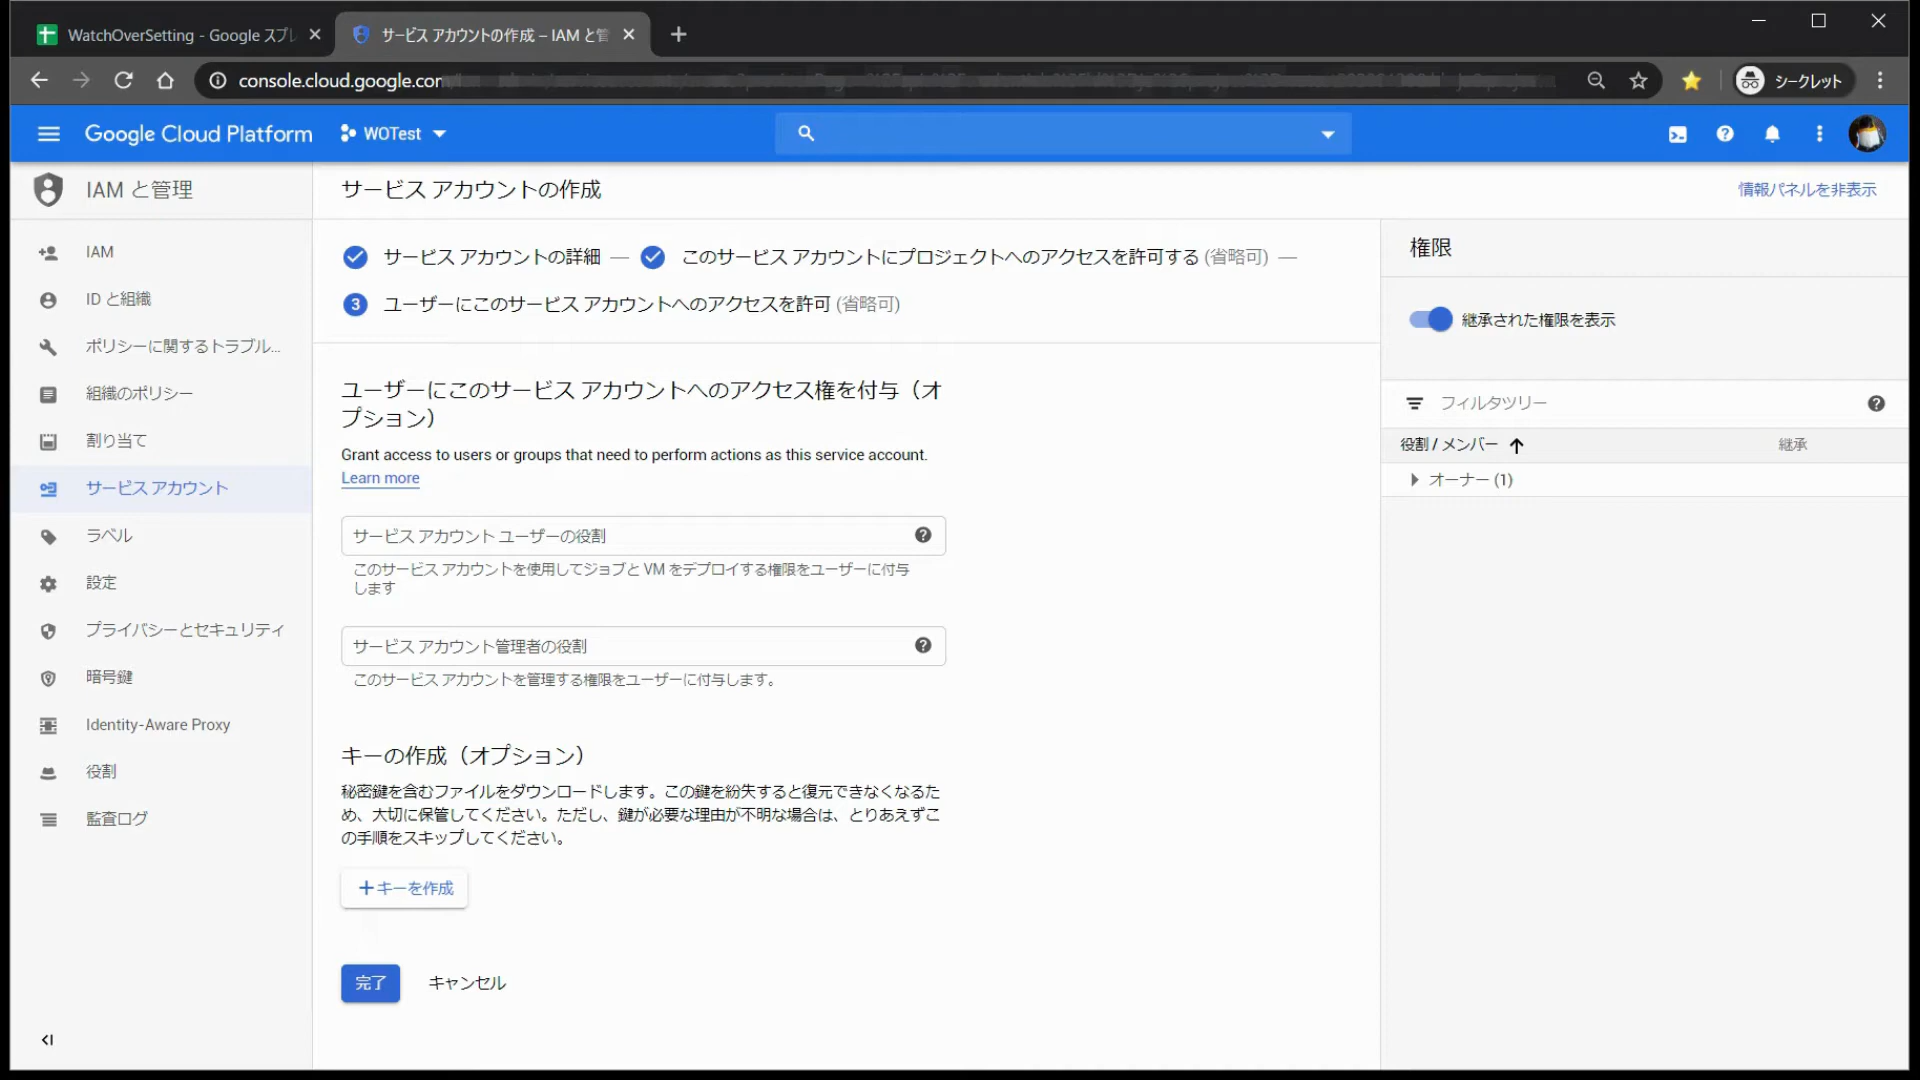 WatchOverSetting - Google スプレ
サービス アカウントの作成 – IAM と管
console.cloud.google.com
シークレット
Google Cloud Platform
WOTest
IAM と管理
サービス アカウントの作成
情報パネルを非表示
IAM
ID と組織
ポリシーに関するトラブル...
組織のポリシー
割り当て
サービス アカウント
ラベル
設定
プライバシーとセキュリティ
暗号鍵
Identity-Aware Proxy
役割
監査ログ
サービス アカウントの詳細 — このサービス アカウントにプロジェクトへのアクセスを許可する (省略可) —
3 ユーザーにこのサービス アカウントへのアクセスを許可 (省略可)
ユーザーにこのサービス アカウントへのアクセス権を付与（オ
プション）
Grant access to users or groups that need to perform actions as this service account.
Learn more
サービス アカウント ユーザーの役割
このサービス アカウントを使用してジョブと VM をデプロイする権限をユーザーに付与
します
サービス アカウント管理者の役割
このサービス アカウントを管理する権限をユーザーに付与します。
キーの作成（オプション）
秘密鍵を含むファイルをダウンロードします。この鍵を紛失すると復元できなくなるた
め、大切に保管してください。ただし、鍵が必要な理由が不明な場合は、とりあえずこ
の手順をスキップしてください。
+キーを作成
完了
キャンセル
権限
継承された権限を表示
フィルタツリー
役割 / メンバー ↑
継承
オーナー (1)